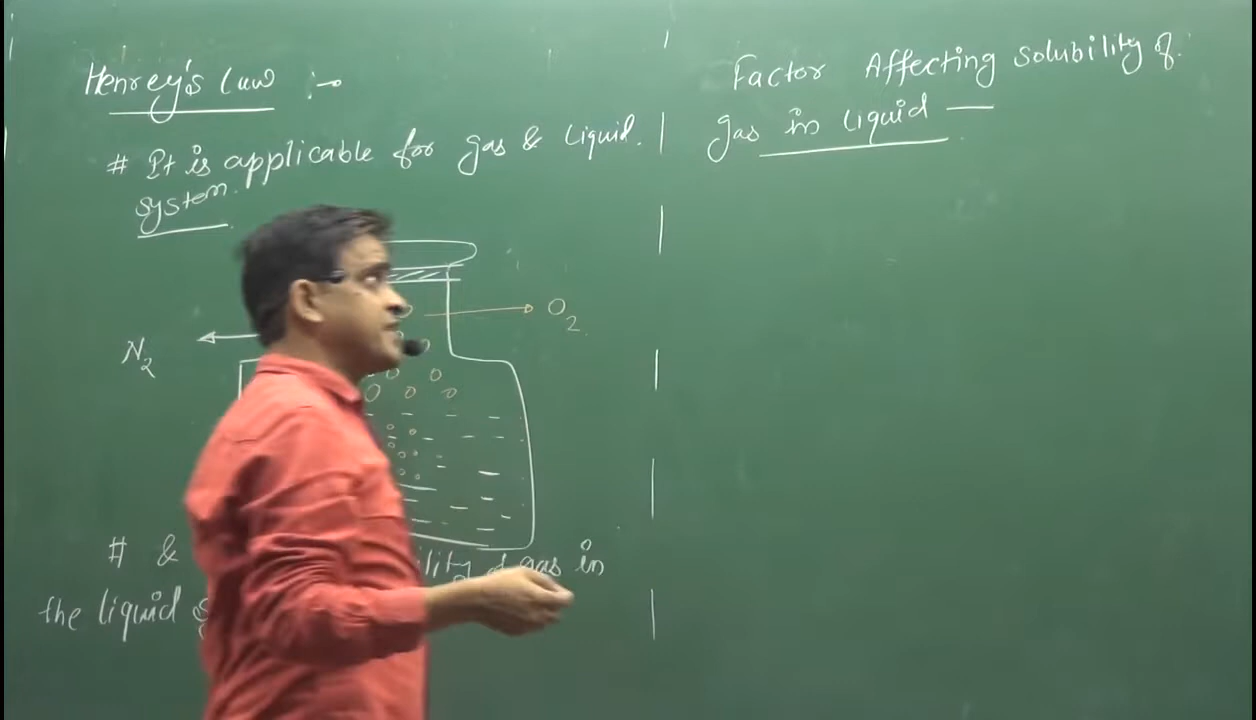 Henrey's Law :-
# It is applicable for gas & liquid.
system.
N2
O2
# &
ility of gas in
the liquid
Factor Affecting solubility of
gas in liquid —